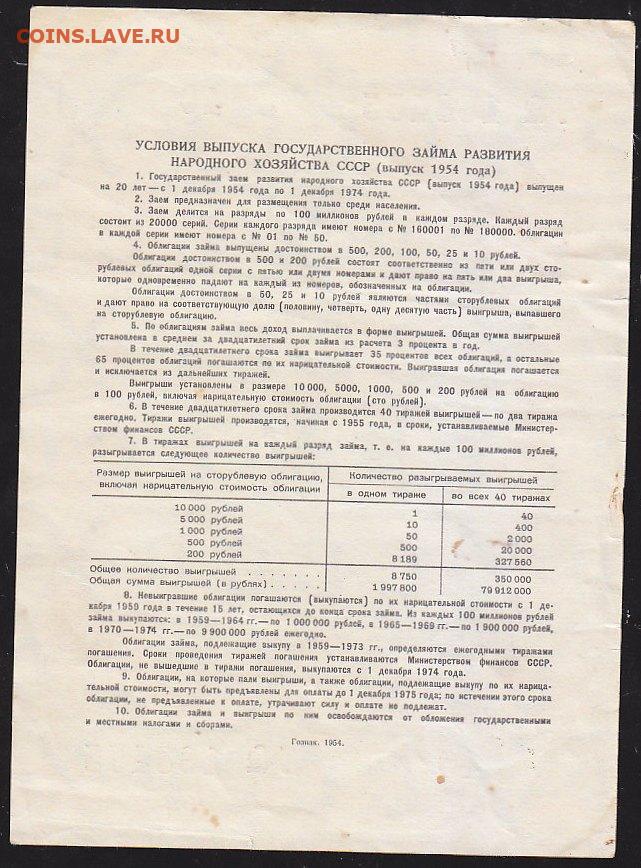 COINS.LAVE.RU
УСЛОВИЯ ВЫПУСКА ГОСУДАРСТВЕННОГО ЗАЙМА РАЗВИТИЯ
НАРОДНОГО ХОЗЯЙСТВА СССР (выпуск 1954 года)
1. Государственный заем развития народного хозяйства СССР (выпуск 1954 года) выпущен
на 20 лет — с 1 декабря 1954 года по 1 декабря 1974 года.
2. Заем предназначен для размещения только среди населения.
3. Заем делится на разряды по 100 миллионов рублей в каждом разряде. Каждый разряд
состоит из 20000 серий. Серии каждого разряда имеют номера с № 160001 по № 180000. Облигации
в каждой серии имеют номера с № 01 по № 50.
4. Облигации займа выпущены достоинством в 500, 200, 100, 50, 25 и 10 рублей.
Облигации достоинством в 500 и 200 рублей состоят соответственно из пяти или двух сто-
рублевых облигаций одной серии с пятью или двумя номерами и дают право на пять или два выигрыша,
которые одновременно падают на каждый из номеров, обозначенных на облигации.
Облигации достоинством в 50, 25 и 10 рублей являются частями сторублевых облигаций
и дают право на соответствующую долю (половину, четверть, одну десятую часть) выигрыша, выпавшего
на сторублевую облигацию.
5. По облигациям займа весь доход выплачивается в форме выигрышей. Общая сумма выигрышей
установлена в среднем за двадцатилетний срок займа из расчета 3 процента в год.
В течение двадцатилетнего срока займа выигрывает 35 процентов всех облигаций, а остальные
65 процентов облигаций погашаются по их нарицательной стоимости. Выигравшая облигация погашается
и исключается из дальнейших тиражей.
Выигрыши установлены в размере 10 000, 5000, 1000, 500 и 200 рублей на облигацию
в 100 рублей, включая нарицательную стоимость облигации (сто рублей).
6. В течение двадцатилетнего срока займа производится 40 тиражей выигрышей — по два тиража
ежегодно. Тиражи выигрышей производятся, начиная с 1955 года, в сроки, устанавливаемые Министер-
ством финансов СССР.
7. В тиражах выигрышей на каждый разряд займа, т. е. на каждые 100 миллионов рублей,
разыгрывается следующее количество выигрышей:
Размер выигрышей на сторублевую облигацию, Количество разыгрываемых выигрышей
включая нарицательную стоимость облигации в одном тираже во всех 40 тиражах
10 000 рублей 1 40
5 000 рублей 10 400
1 000 рублей 50 2 000
500 рублей 500 20 000
200 рублей 8 189 327 560
Общее количество выигрышей . . . . . . . . 8 750 350 000
Общая сумма выигрышей (в рублях) . . . . . 1 997 800 79 912 000
8. Невыигравшие облигации погашаются (выкупаются) по их нарицательной стоимости с 1 де-
кабря 1959 года в течение 15 лет, остающихся до конца срока займа. Из каждых 100 миллионов рублей
займа выкупаются: в 1959—1964 гг. — по 1 000 000 рублей, в 1965—1969 гг. — по 1 900 000 рублей,
в 1970—1974 гг. — по 9 900 000 рублей ежегодно.
Облигации займа, подлежащие выкупу в 1959—1973 гг., определяются ежегодными тиражами
погашения. Сроки проведения тиражей погашения устанавливаются Министерством финансов СССР.
Облигации, не вышедшие в тиражи погашения, выкупаются с 1 декабря 1974 года.
9. Облигации, на которые пали выигрыши, а также облигации, подлежащие выкупу по их нарица-
тельной стоимости, могут быть предъявлены для оплаты до 1 декабря 1975 года; по истечении этого срока
облигации, не предъявленные к оплате, утрачивают силу и оплате не подлежат.
10. Облигации займа и выигрыши по ним освобождаются от обложения государственными
и местными налогами и сборами.
Гознак. 1954.